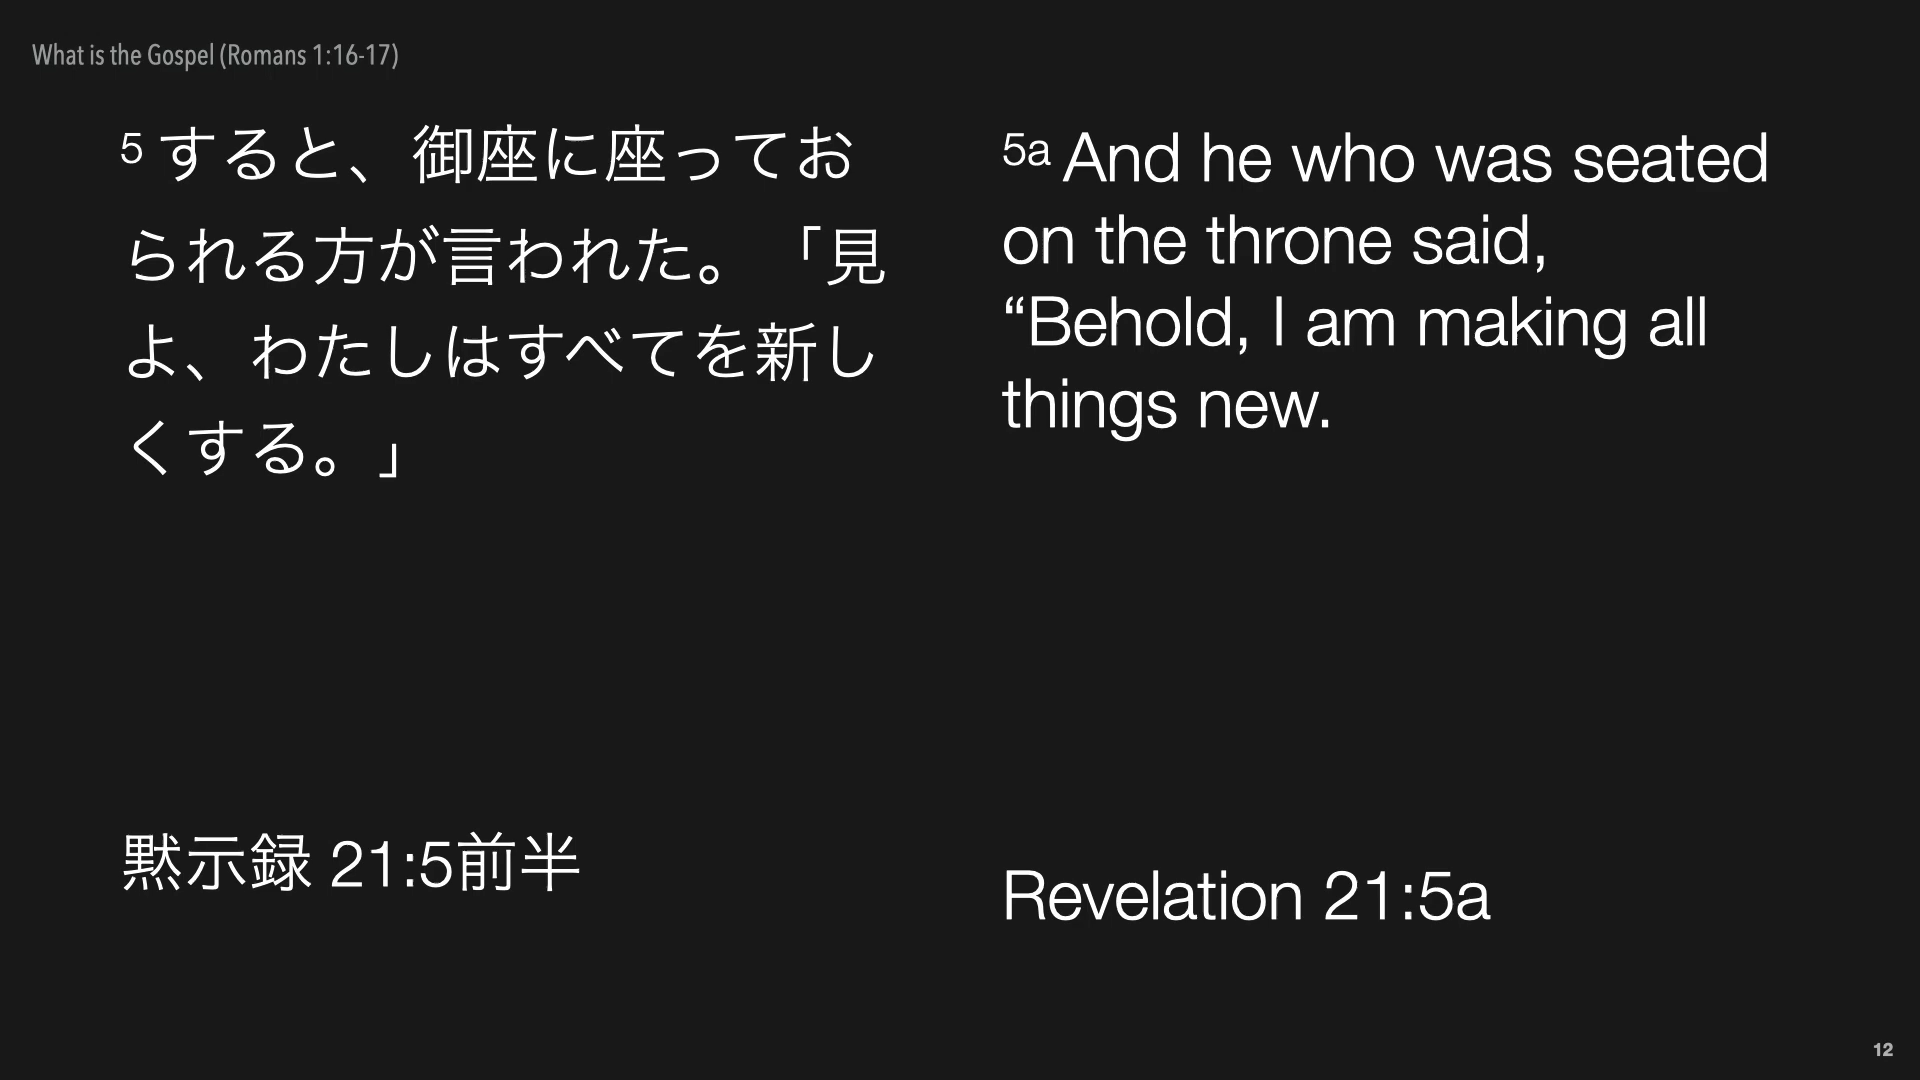 What is the Gospel (Romans 1:16-17)
5 すると、御座に座ってお
られる方が言われた。「見
よ、わたしはすべてを新し
くする。」
黙示録 21:5前半
5a And he who was seated
on the throne said,
“Behold, I am making all
things new.
Revelation 21:5a
12